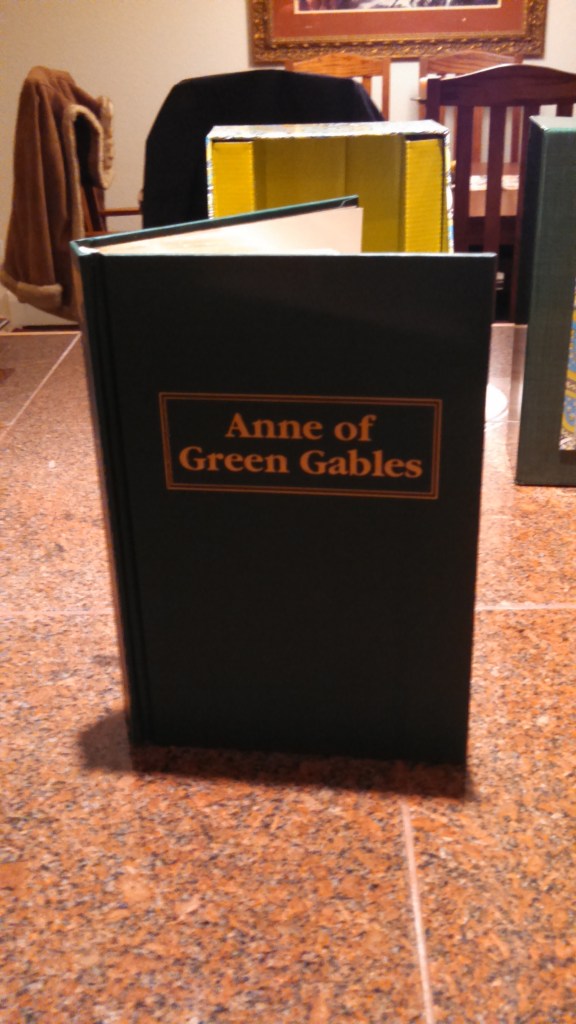 Anne of
Green Gables